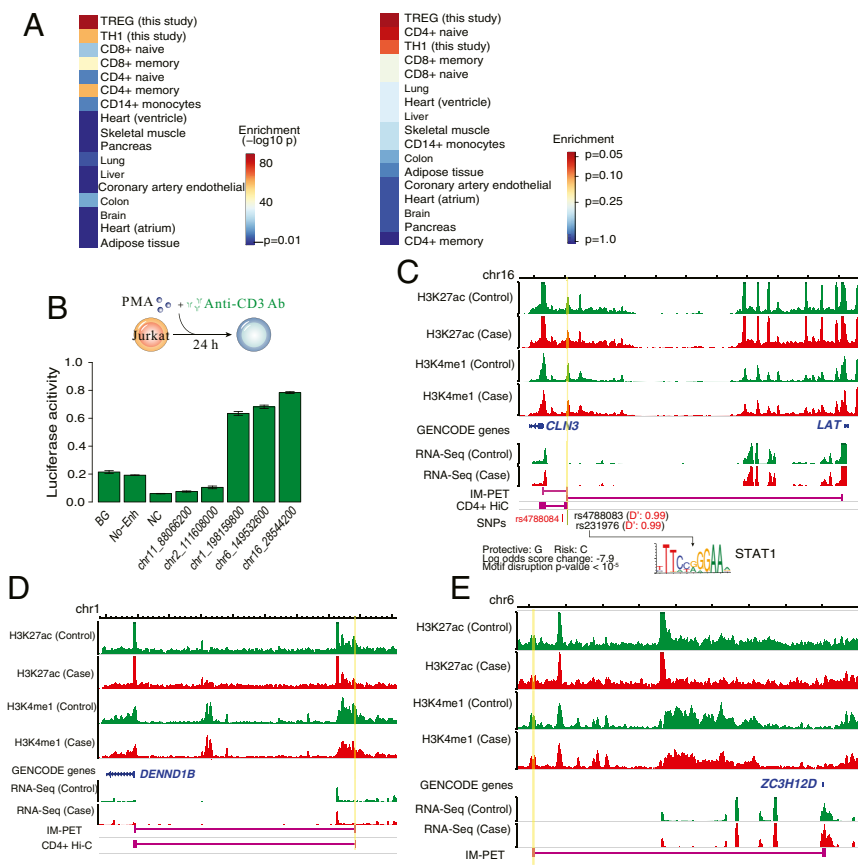 A
TREG (this study)
TH1 (this study)
CD8+ naive
CD8+ memory
CD4+ naive
CD4+ memory
CD14+ monocytes
Heart (ventricle)
Skeletal muscle
Pancreas
Lung
Liver
Coronary artery endothelial
Colon
Brain
Heart (atrium)
Adipose tissue
Enrichment
(−log10 p)
80
40
p=0.01
TREG (this study)
CD4+ naive
TH1 (this study)
CD8+ memory
CD8+ naive
Lung
Heart (ventricle)
Liver
Skeletal muscle
CD14+ monocytes
Colon
Adipose tissue
Coronary artery endothelial
Heart (atrium)
Brain
Pancreas
CD4+ memory
Enrichment
p=0.05
p=0.10
p=0.25
p=1.0
B
PMA + Anti-CD3 Ab
Jurkat
24 h
Luciferase acitivity
1.0
0.8
0.6
0.4
0.2
0.0
BG
No-Enh
NC
chr11_88066200
chr2_111608000
chr1_198159800
chr6_149532600
chr16_28544200
C
chr16
H3K27ac (Control)
H3K27ac (Case)
H3K4me1 (Control)
H3K4me1 (Case)
GENCODE genes
CLN3
LAT
RNA-Seq (Control)
RNA-Seq (Case)
IM-PET
CD4+ HiC
SNPs
rs4788084
rs4788083 (D': 0.99)
rs231976 (D': 0.99)
Protective: G Risk: C
Log odds score change: -7.9
Motif disruption p-value < 10⁻⁵
STAT1
D
chr1
H3K27ac (Control)
H3K27ac (Case)
H3K4me1 (Control)
H3K4me1 (Case)
GENCODE genes
DENND1B
RNA-Seq (Control)
RNA-Seq (Case)
IM-PET
CD4+ Hi-C
E
chr6
H3K27ac (Control)
H3K27ac (Case)
H3K4me1 (Control)
H3K4me1 (Case)
GENCODE genes
ZC3H12D
RNA-Seq (Control)
RNA-Seq (Case)
IM-PET